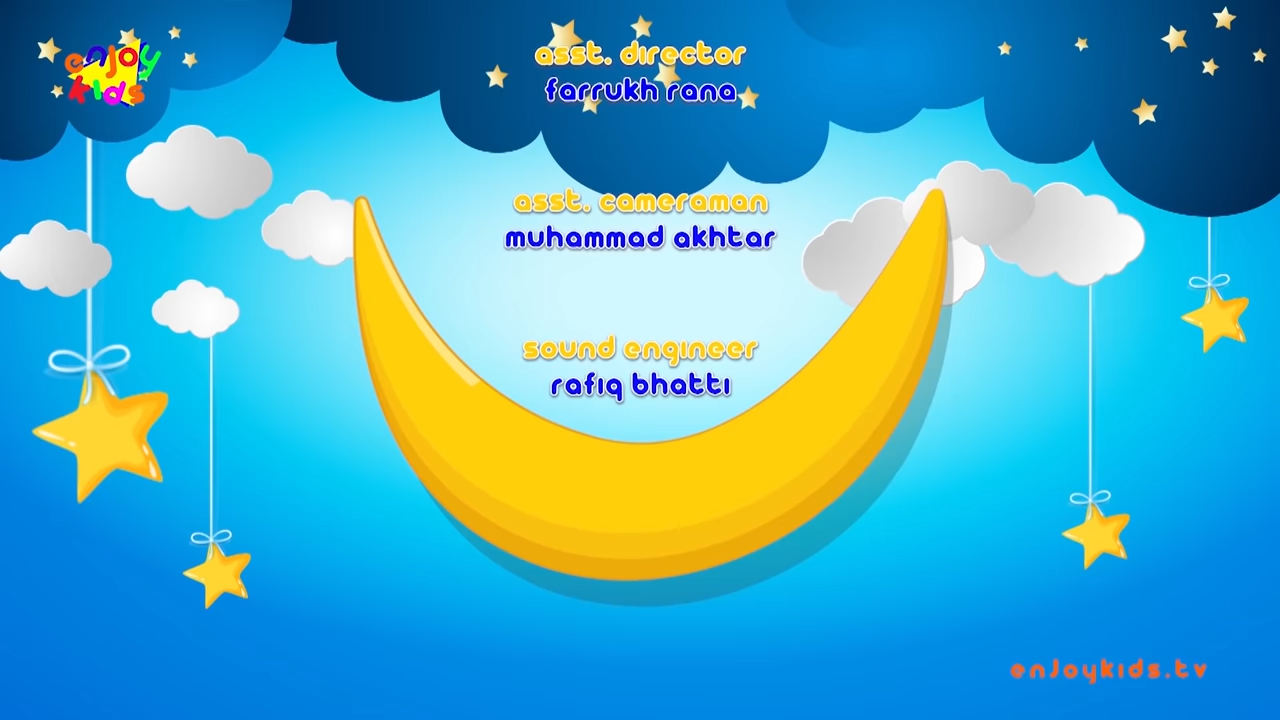 enjoy
kids
asst. director
farrukh rana
asst. cameraman
muhammad akhtar
sound engineer
rafiq bhatti
enjoykids.tv